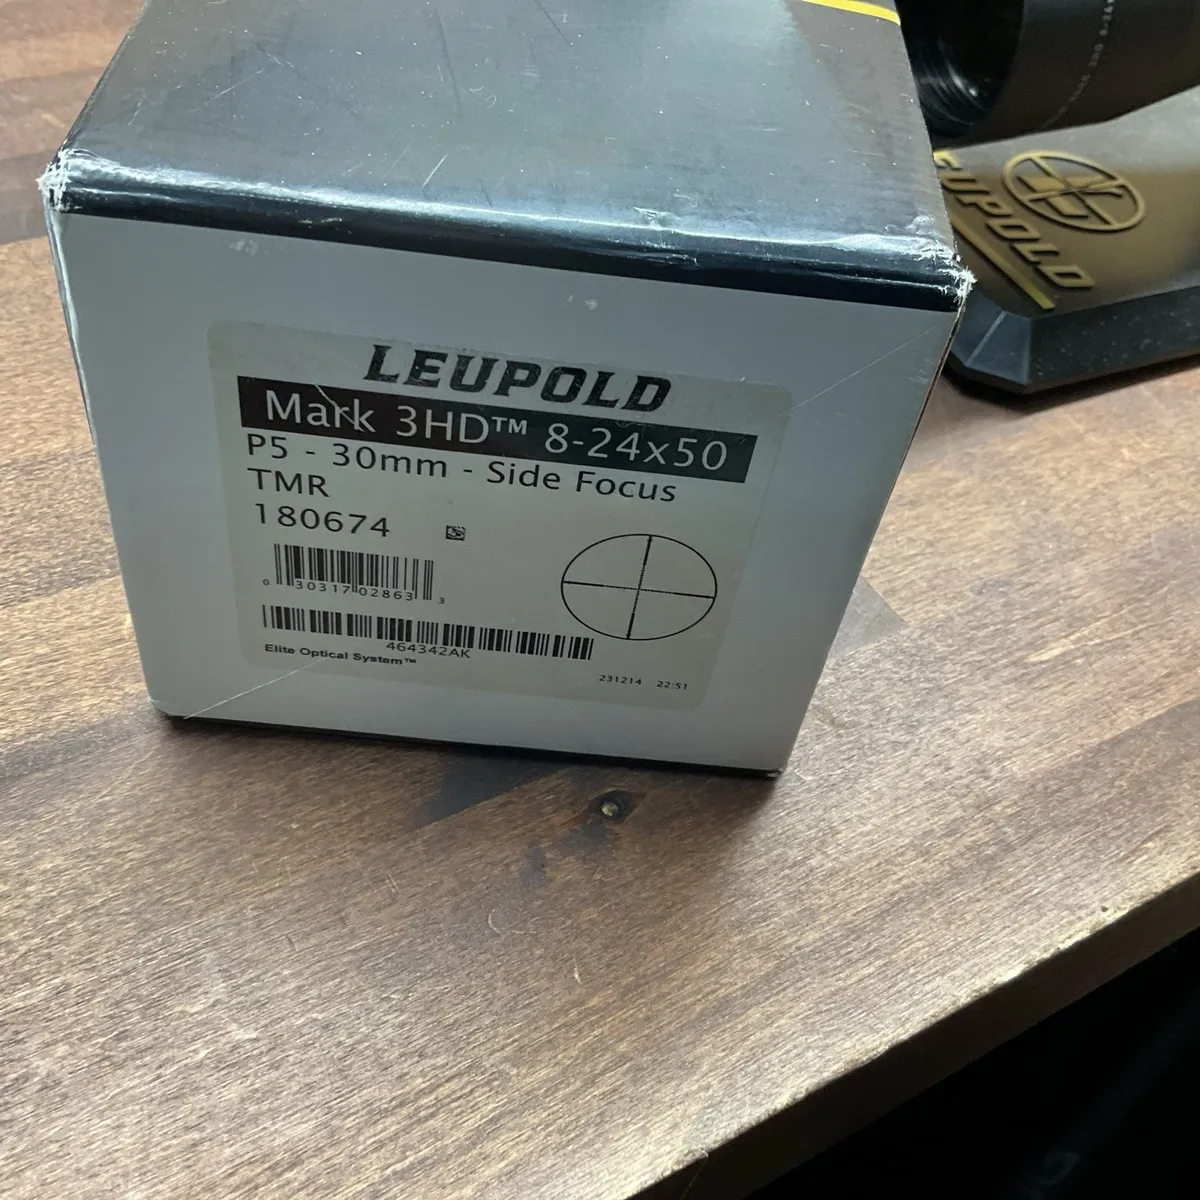 LEUPOLD
Mark 3HD™ 8-24x50
P5 - 30mm - Side Focus
TMR
180674
0 30317 02863 3
464342AK
Elite Optical System™
231214 22:51
EUPOLD